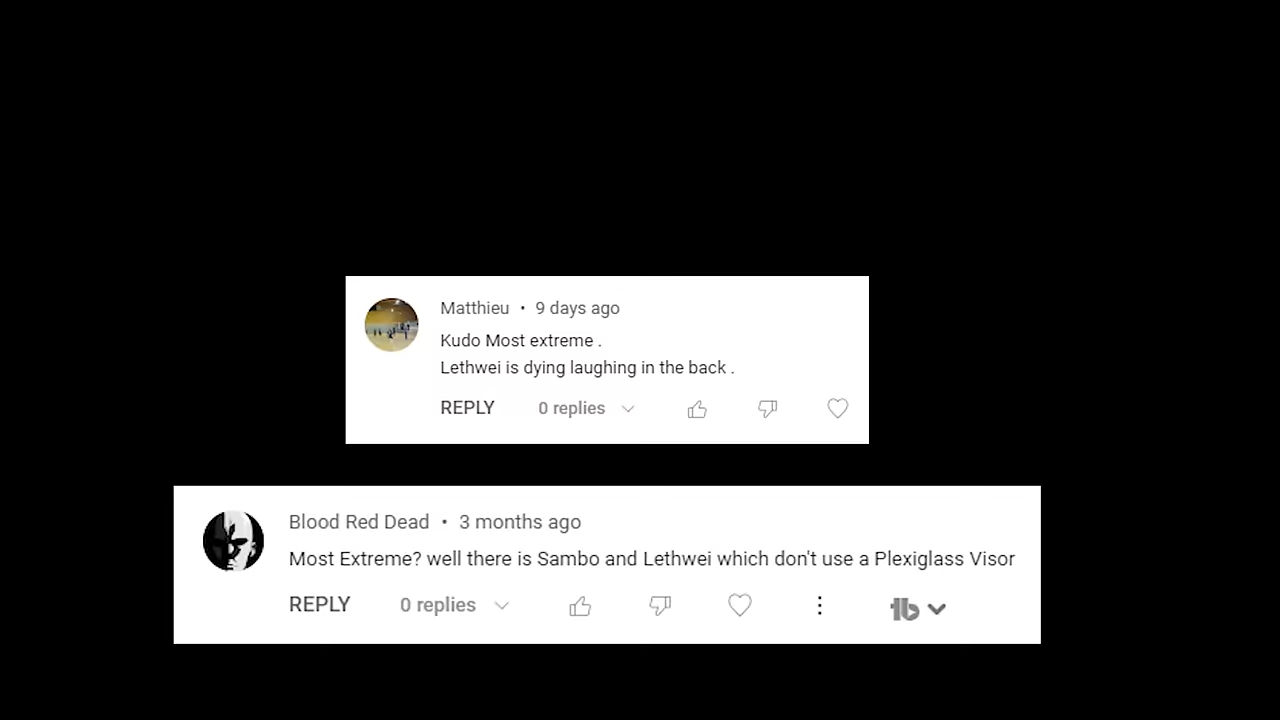 Matthieu • 9 days ago
Kudo Most extreme .
Lethwei is dying laughing in the back .
REPLY 0 replies
Blood Red Dead • 3 months ago
Most Extreme? well there is Sambo and Lethwei which don't use a Plexiglass Visor
REPLY 0 replies